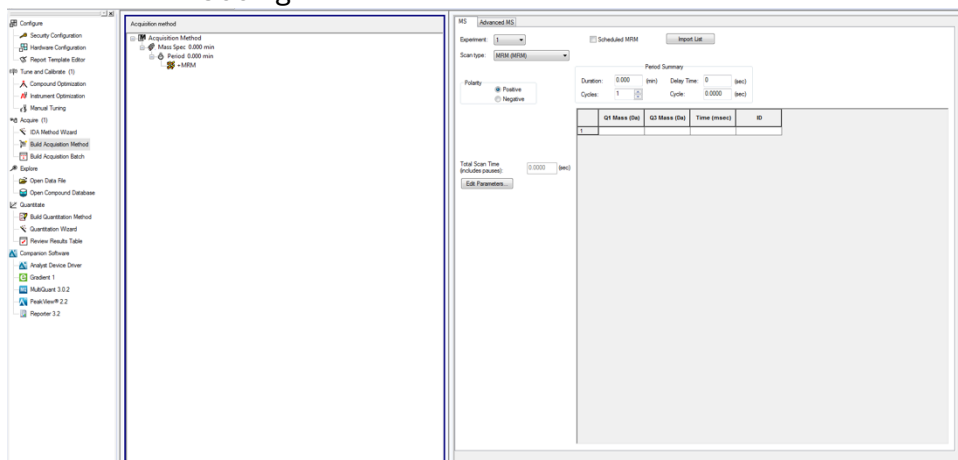 Configure
Security Configuration
Hardware Configuration
Report Template Editor
Tune and Calibrate (1)
Compound Optimization
Instrument Optimization
Manual Tuning
Acquire (1)
IDA Method Wizard
Build Acquisition Method
Build Acquisition Batch
Explore
Open Data File
Open Compound Database
Quantitate
Build Quantitation Method
Quantitation Wizard
Review Results Table
Companion Software
Analyst Device Driver
Gradient 1
MultiQuant 3.0.2
PeakView® 2.2
Reporter 3.2
Acquisition method
Acquisition Method
Mass Spec 0.000 min
Period 0.000 min
+MRM
MS Advanced MS
Experiment: 1 Scheduled MRM Import List
Scan type: MRM (MRM)
Period Summary
Duration: 0.000 (min) Delay Time: 0 (sec)
Cycles: 1 Cycle: 0.0000 (sec)
Polarity
Positive
Negative
Q1 Mass (Da) Q3 Mass (Da) Time (msec) ID
1
Total Scan Time
(includes pauses): 0.0000 (sec)
Edit Parameters...